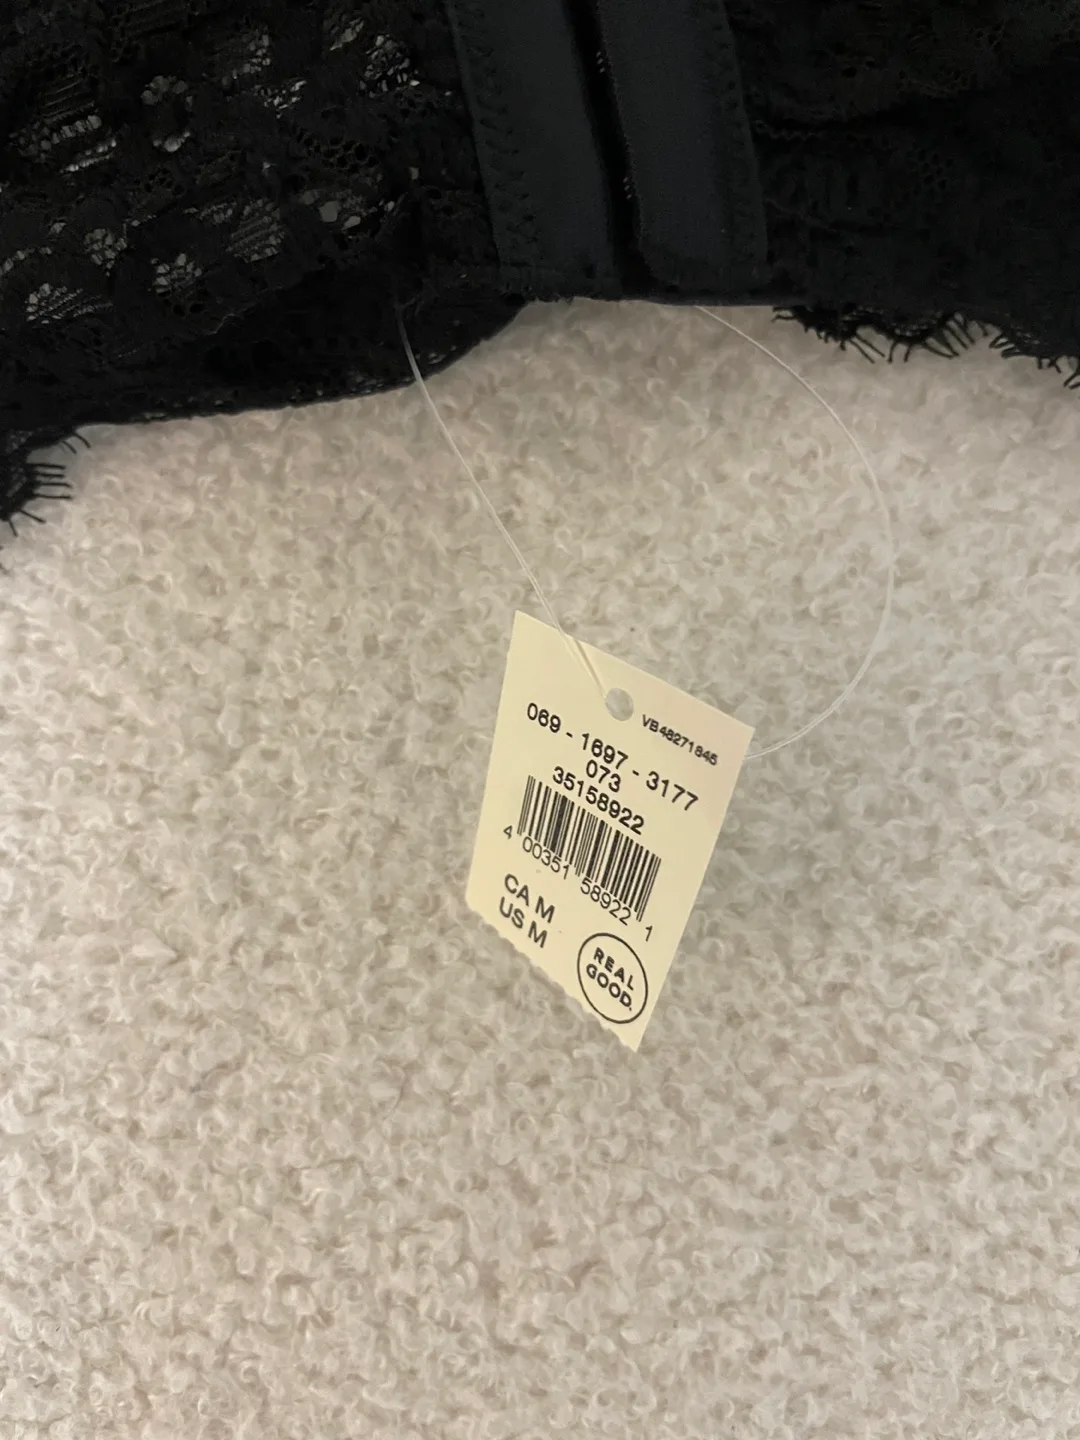 VB48271845
069 - 1697 - 3177
073
35158922
4 00351 58922 1
CA M
US M
REAL
GOOD.